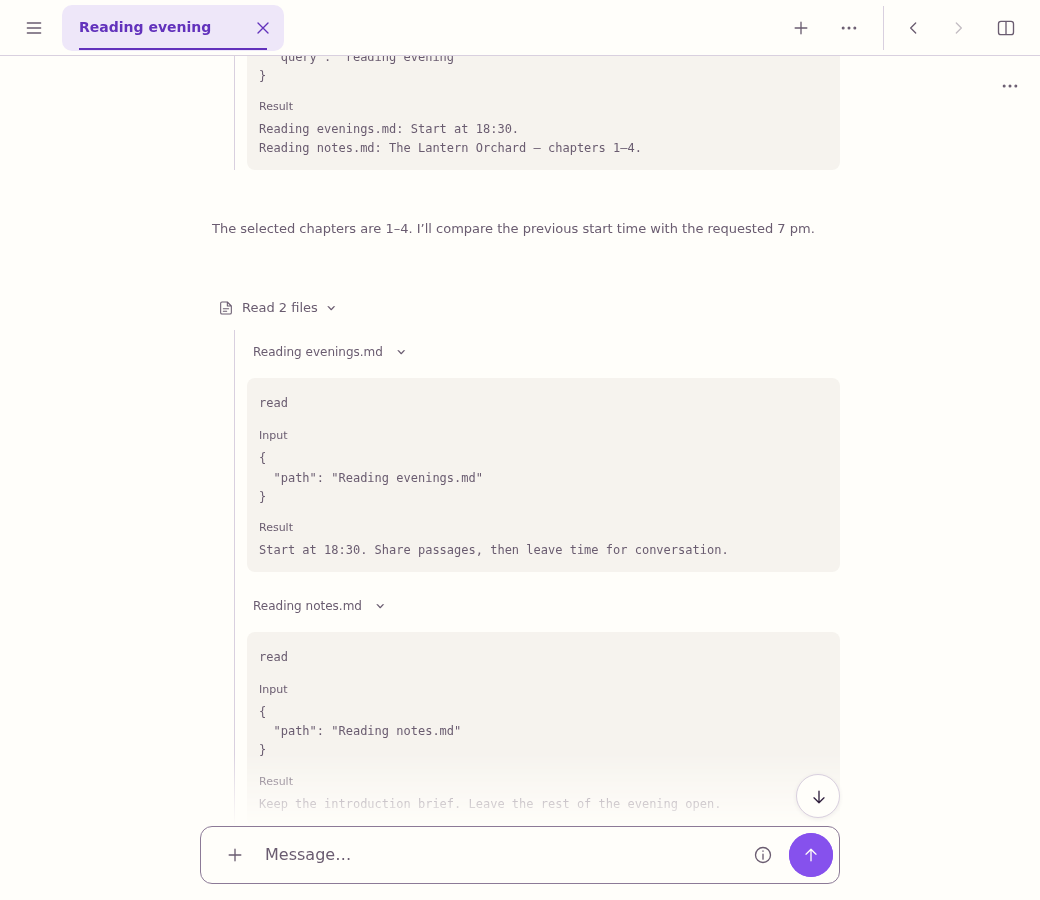 Reading evening
"query": "reading evening"
}
Result
Reading evenings.md: Start at 18:30.
Reading notes.md: The Lantern Orchard — chapters 1–4.
The selected chapters are 1–4. I’ll compare the previous start time with the requested 7 pm.
Read 2 files
Reading evenings.md
read
Input
{
"path": "Reading evenings.md"
}
Result
Start at 18:30. Share passages, then leave time for conversation.
Reading notes.md
read
Input
{
"path": "Reading notes.md"
}
Result
Keep the introduction brief. Leave the rest of the evening open.
Message…